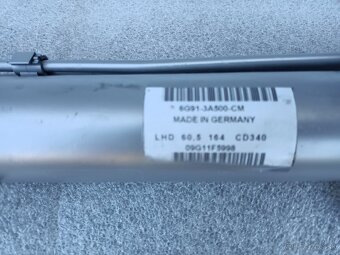 6G91-3A500-CM
MADE IN GERMANY
LHD 60,5 164 CD340
09G11F5998